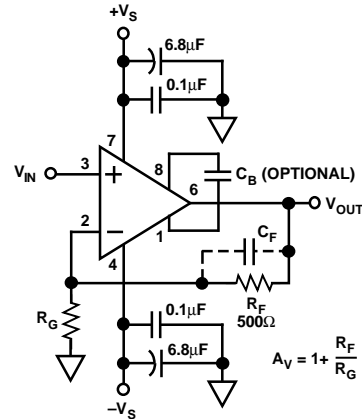 +VS
6.8μF
0.1μF
7
VIN
3
+
8
CB (OPTIONAL)
6
VOUT
2
−
1
4
CF
RF
500Ω
RG
0.1μF
6.8μF
AV = 1+ RF
RG
−VS